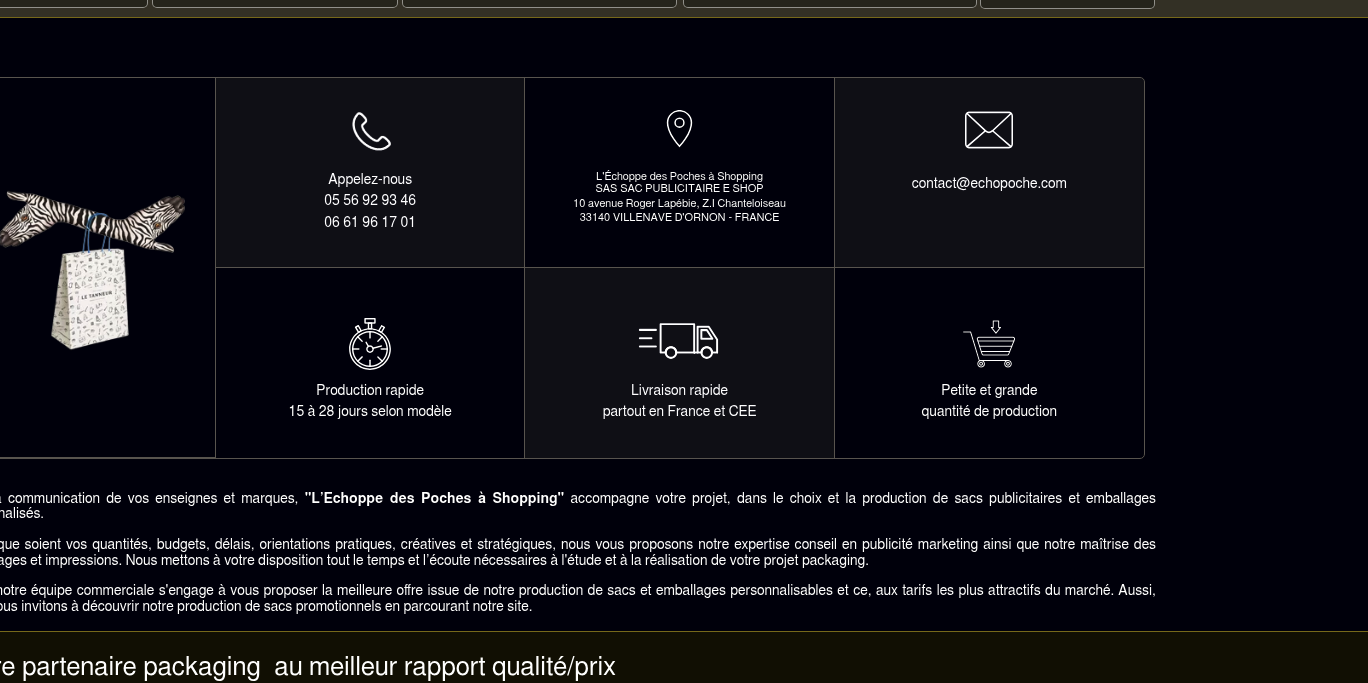 Appelez-nous
05 56 92 93 46
06 61 96 17 01
L'Échoppe des Poches à Shopping
SAS SAC PUBLICITAIRE E SHOP
10 avenue Roger Lapébie, Z.I Chanteloiseau
33140 VILLENAVE D'ORNON - FRANCE
contact@echopoche.com
LE TANNEUR
Production rapide
15 à 28 jours selon modèle
Livraison rapide
partout en France et CEE
Petite et grande
quantité de production
communication de vos enseignes et marques, "L'Echoppe des Poches à Shopping" accompagne votre projet, dans le choix et la production de sacs publicitaires et emballages
nalisés.
que soient vos quantités, budgets, délais, orientations pratiques, créatives et stratégiques, nous vous proposons notre expertise conseil en publicité marketing ainsi que notre maîtrise des
ages et impressions. Nous mettons à votre disposition tout le temps et l'écoute nécessaires à l'étude et à la réalisation de votre projet packaging.
notre équipe commerciale s'engage à vous proposer la meilleure offre issue de notre production de sacs et emballages personnalisables et ce, aux tarifs les plus attractifs du marché. Aussi,
ous invitons à découvrir notre production de sacs promotionnels en parcourant notre site.
re partenaire packaging au meilleur rapport qualité/prix